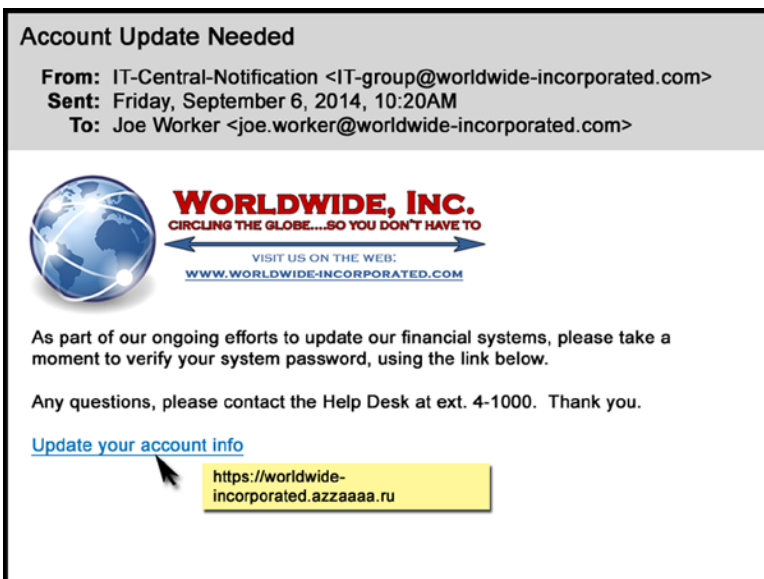 Account Update Needed
From: IT-Central-Notification <IT-group@worldwide-incorporated.com>
Sent: Friday, September 6, 2014, 10:20AM
To: Joe Worker <joe.worker@worldwide-incorporated.com>
WORLDWIDE, INC.
CIRCLING THE GLOBE....SO YOU DON'T HAVE TO
VISIT US ON THE WEB:
WWW.WORLDWIDE-INCORPORATED.COM
As part of our ongoing efforts to update our financial systems, please take a
moment to verify your system password, using the link below.
Any questions, please contact the Help Desk at ext. 4-1000. Thank you.
Update your account info
https://worldwide-
incorporated.azzaaaa.ru